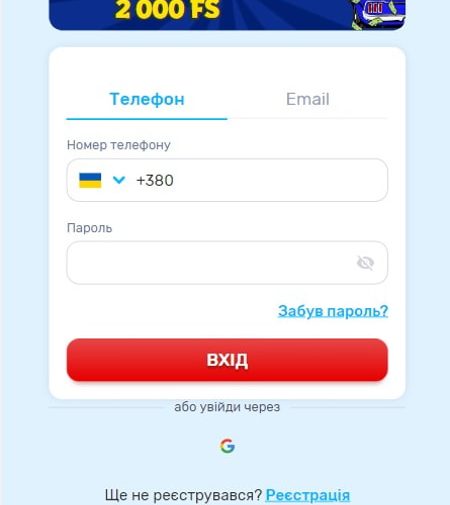 2 000 FS
Телефон Email
Номер телефону
+380
Пароль
Забув пароль?
ВХІД
або увійди через
G
Ще не реєструвався? Реєстрація